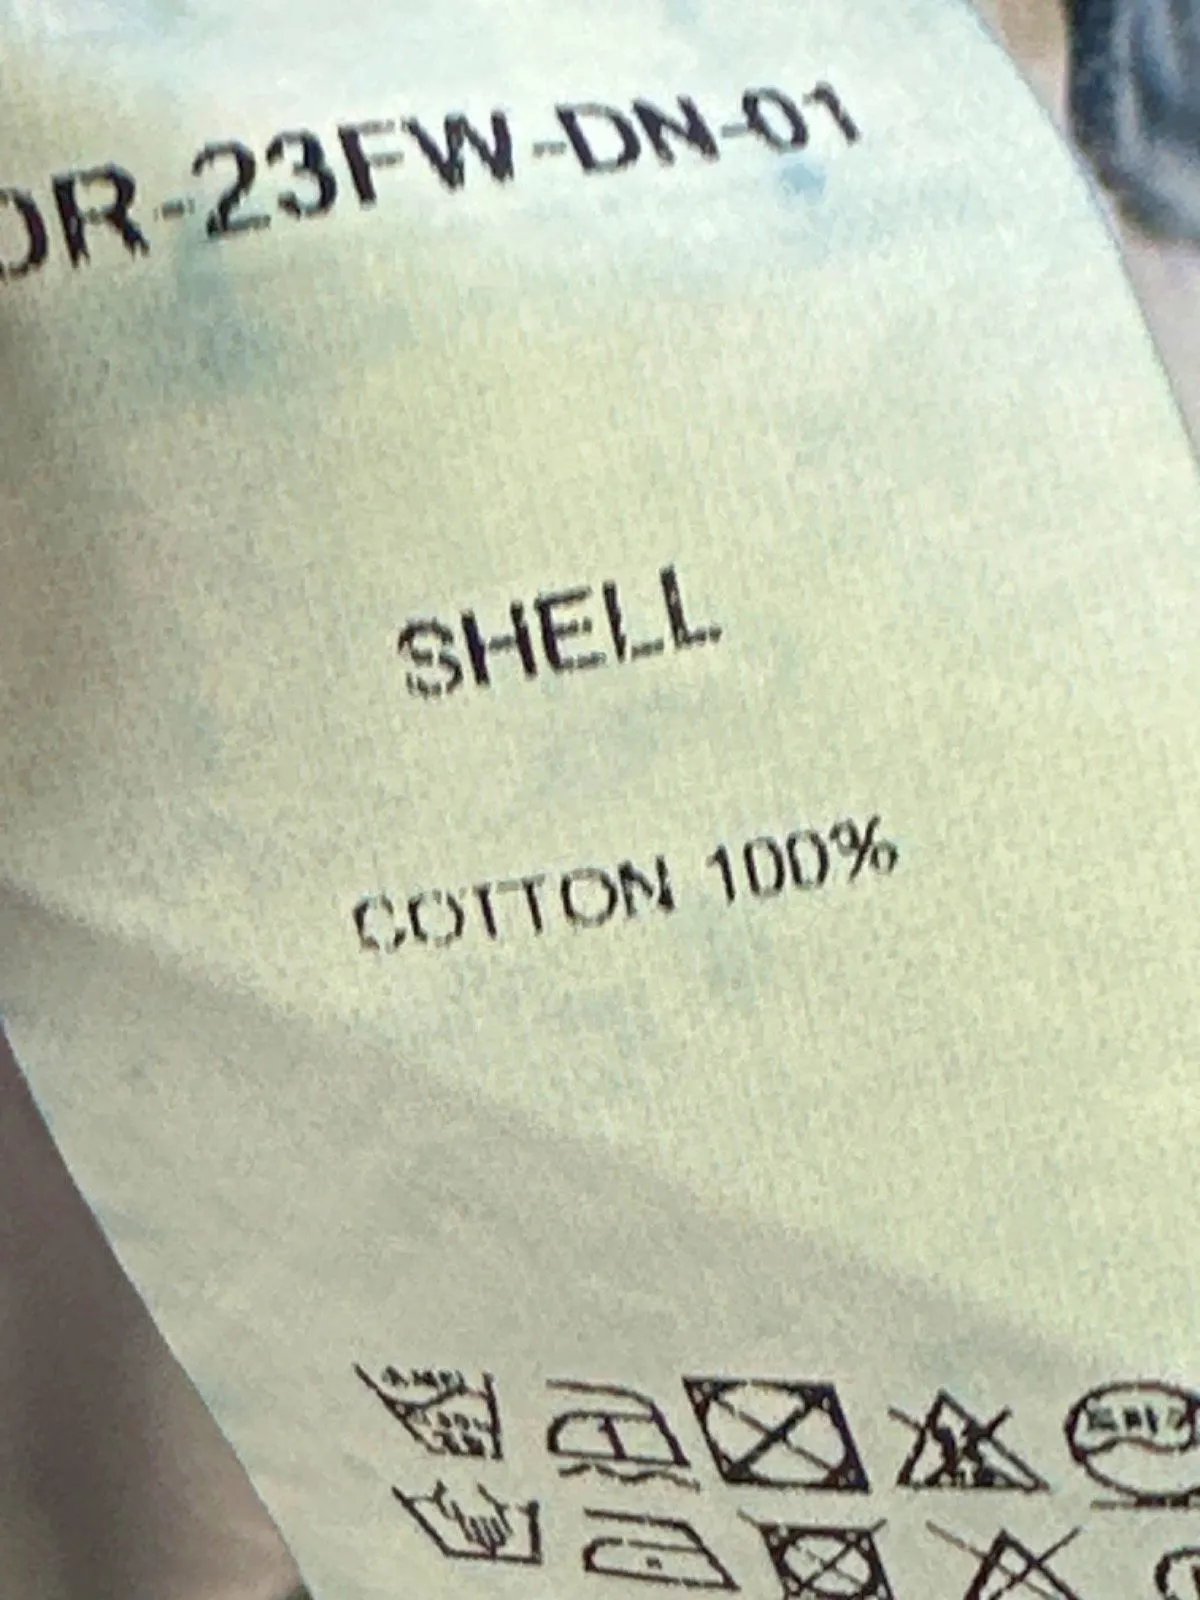 DR-23FW-DN-01
SHELL
COTTON 100%